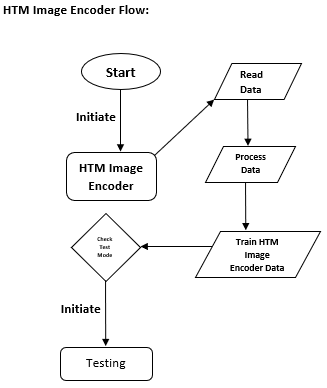 HTM Image Encoder Flow:
Start
Initiate
HTM Image
Encoder
Read
Data
Process
Data
Train HTM
Image
Encoder Data
Check
Test
Mode
Initiate
Testing